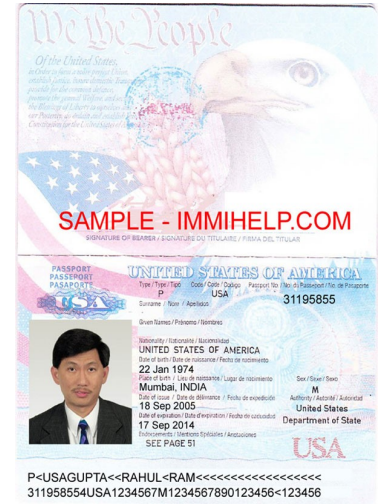 We the People
Of the United States,
SAMPLE - IMMIHELP.COM
SIGNATURE OF BEARER / SIGNATURE DU TITULAIRE / FIRMA DEL TITULAR
PASSPORT
PASSEPORT
PASAPORTE
UNITED STATES OF AMERICA
Type / Type / Tipo Code / Code / Codigo Passport No. / No. du Passeport / No. de Pasaporte
P USA 31195855
Surname / Nom / Apellidos
Given Names / Prénoms / Nombres
Nationality / Nationalité / Nacionalidad
UNITED STATES OF AMERICA
Date of birth / Date de naissance / Fecha de nacimiento
22 Jan 1974
Place of birth / Lieu de naissance / Lugar de nacimiento Sex / Sexe / Sexo
Mumbai, INDIA M
Date of issue / Date de délivrance / Fecha de expedición Authority / Autorité / Autoridad
18 Sep 2005 United States
Date of expiration / Date d'expiration / Fecha de caducidad Department of State
17 Sep 2014
Endorsements / Mentions Spéciales / Anotaciones
SEE PAGE 51
USA
P<USAGUPTA<<RAHUL<RAM<<<<<<<<<<<<<<<<<<<
311958554USA1234567M1234567890123456<123456